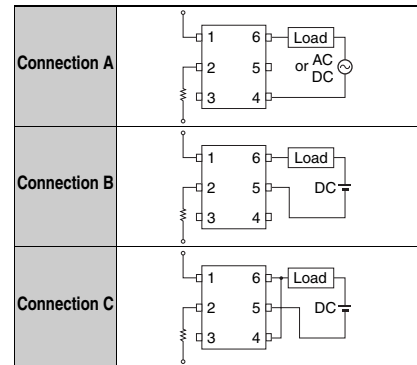 Connection A
1 6 Load
2 5 or AC
DC
3 4
Connection B
1 6 Load
2 5 DC
3 4
Connection C
1 6 Load
2 5 DC
3 4